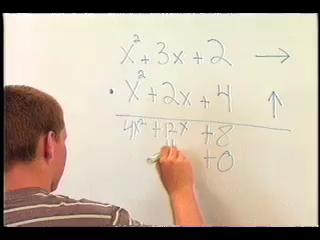 x² + 3x + 2 →
· x² + 2x + 4 ↑
4x² + 12x + 8
+ 0